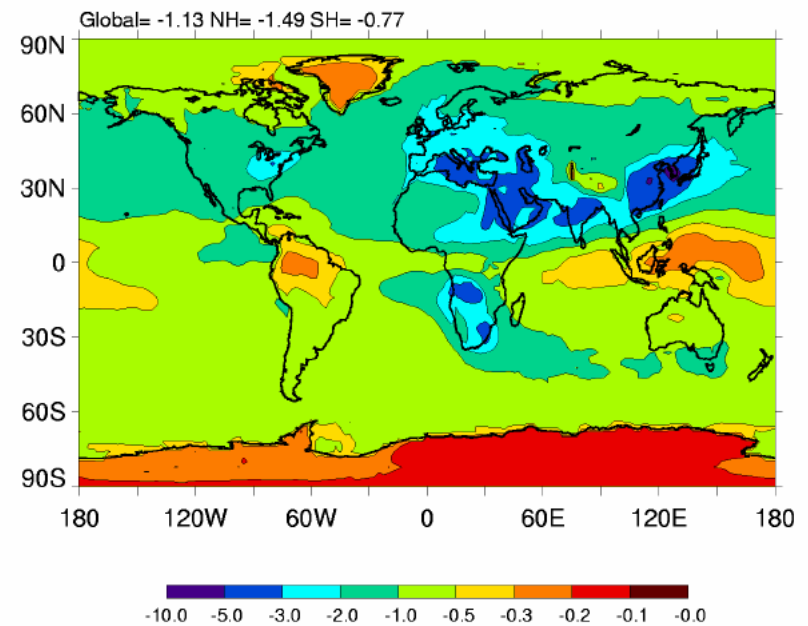 Global= -1.13 NH= -1.49 SH= -0.77
90N
60N
30N
0
30S
60S
90S
180 120W 60W 0 60E 120E 180
-10.0 -5.0 -3.0 -2.0 -1.0 -0.5 -0.3 -0.2 -0.1 -0.0